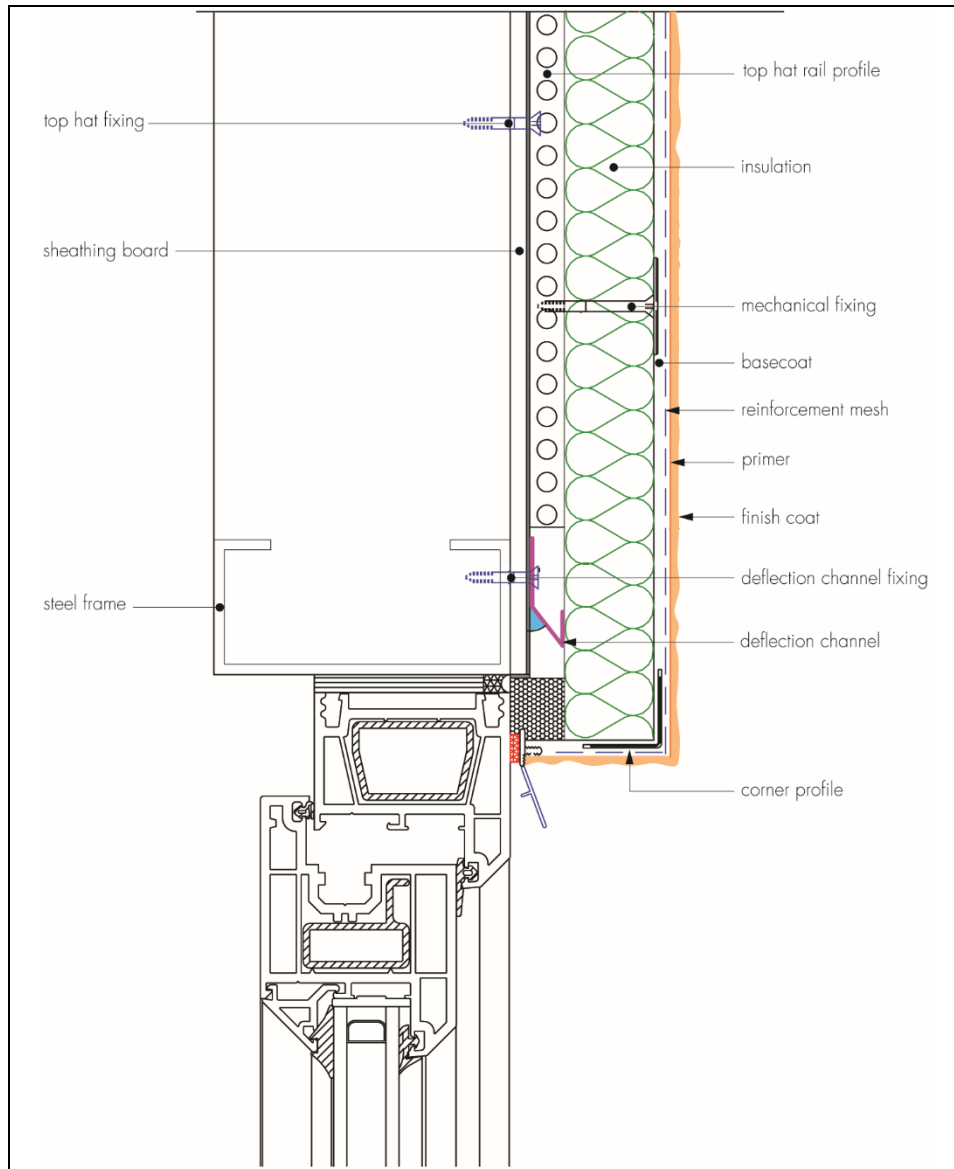 top hat fixing
sheathing board
steel frame
top hat rail profile
insulation
mechanical fixing
basecoat
reinforcement mesh
primer
finish coat
deflection channel fixing
deflection channel
corner profile